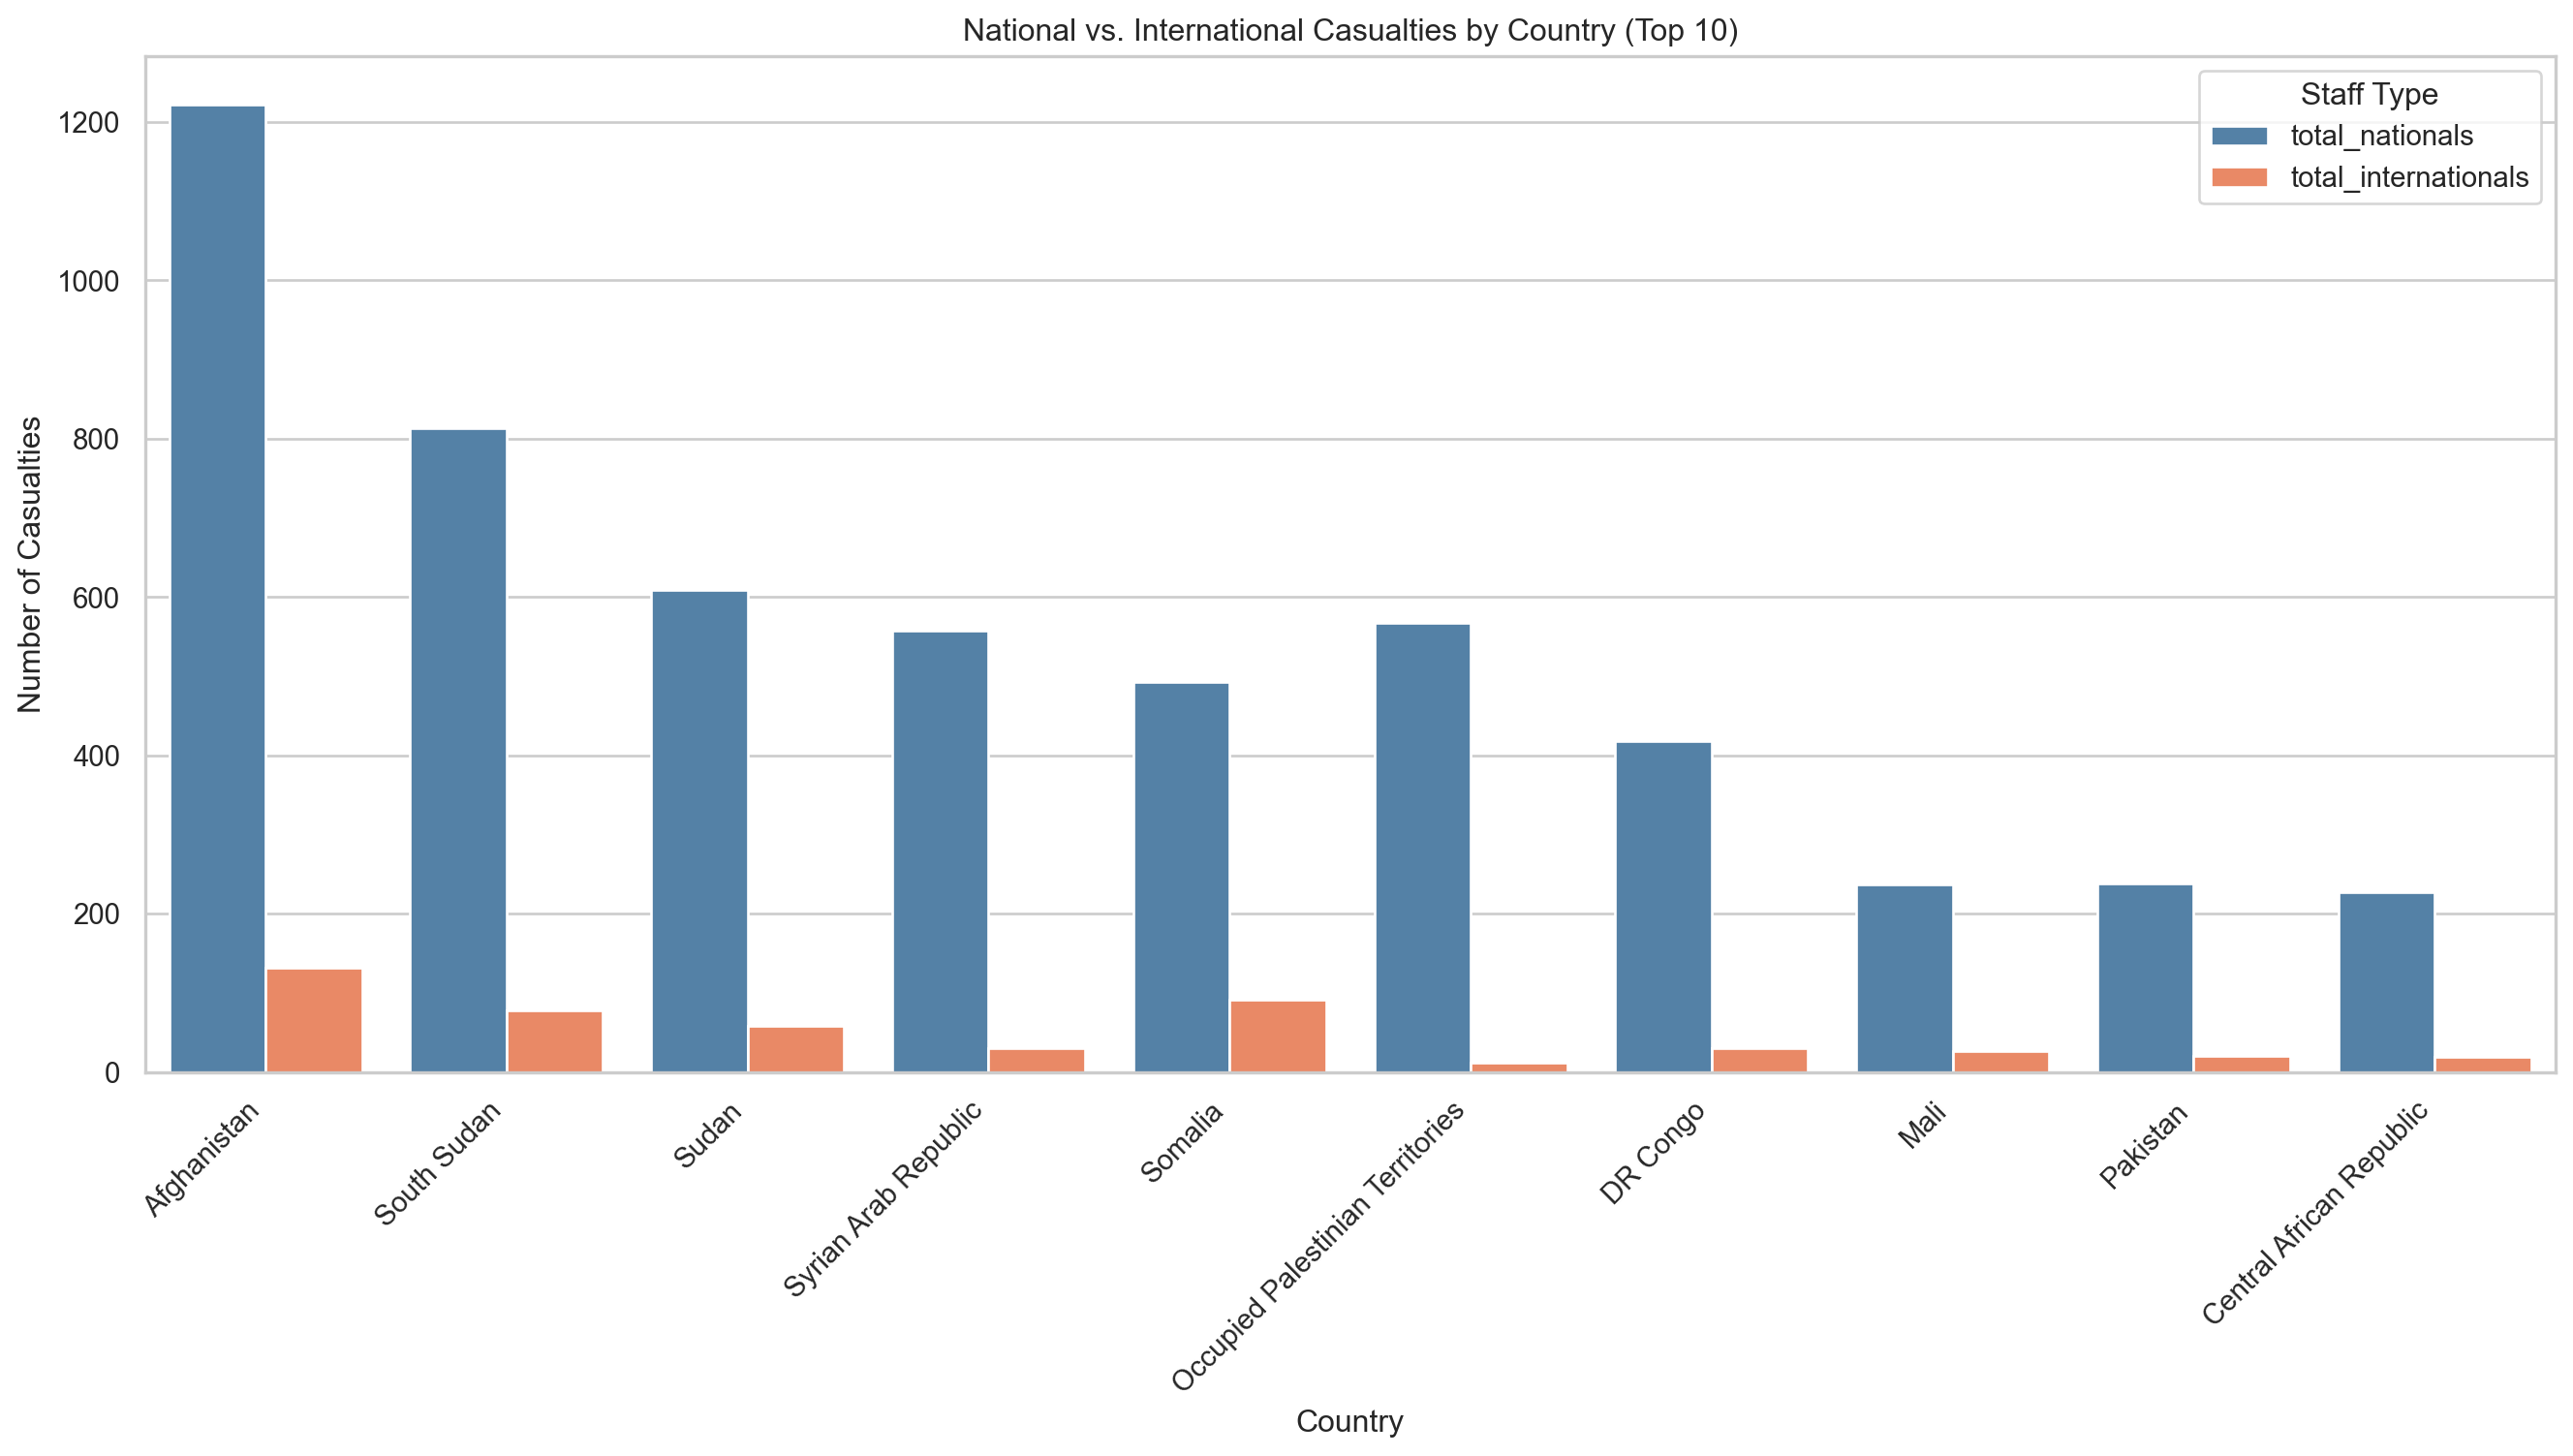 National vs. International Casualties by Country (Top 10)
Staff Type
total_nationals
total_internationals
Number of Casualties
1200
1000
800
600
400
200
0
Afghanistan
South Sudan
Sudan
Syrian Arab Republic
Somalia
Occupied Palestinian Territories
DR Congo
Mali
Pakistan
Central African Republic
Country